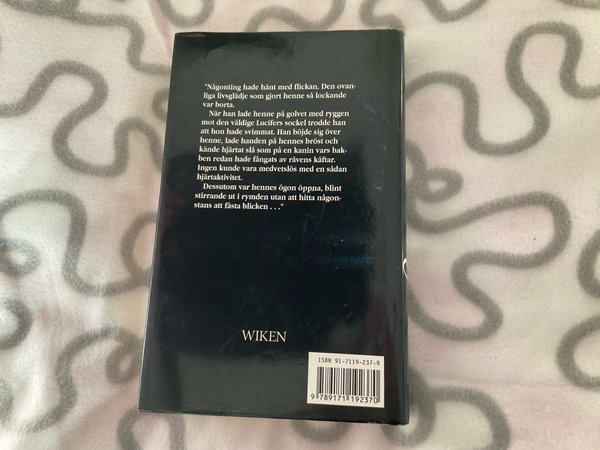 "Någonting hade hänt med flickan. Den ovan-
liga livsglädje som gjort henne så lockande
var borta.
När han lade henne på golvet med ryggen
mot den väldige Lucifers sockel trodde han
att hon hade svimmat. Han böjde sig över
henne, lade handen på hennes bröst och
kände hjärtat slå som på en kanin vars bak-
ben redan hade fångats av rävens käftar.
Ingen kunde vara medvetslös med en sådan
hjärtaktivitet.
Dessutom var hennes ögon öppna, blint
stirrande ut i rymden utan att hitta någon-
stans att fästa blicken . . ."
WIKEN
ISBN 91-7119-237-9
9 789171 192370